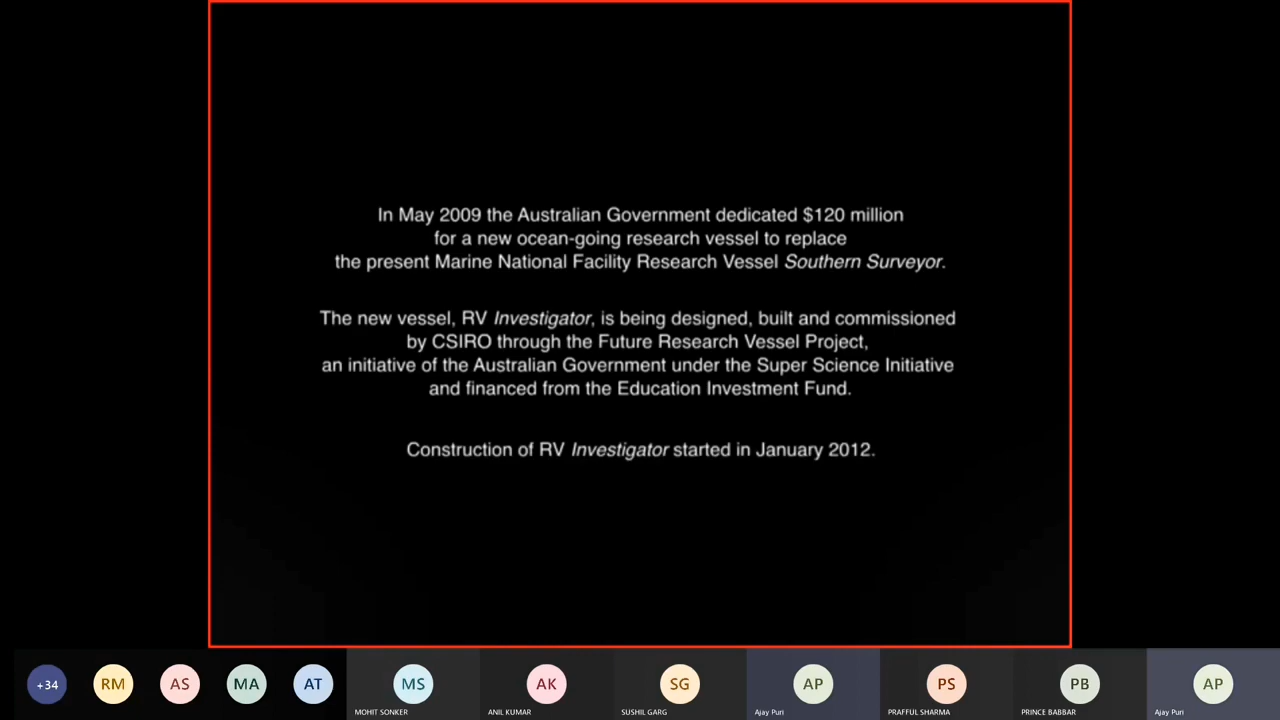 In May 2009 the Australian Government dedicated $120 million
for a new ocean-going research vessel to replace
the present Marine National Facility Research Vessel Southern Surveyor.
The new vessel, RV Investigator, is being designed, built and commissioned
by CSIRO through the Future Research Vessel Project,
an initiative of the Australian Government under the Super Science Initiative
and financed from the Education Investment Fund.
Construction of RV Investigator started in January 2012.
+34 RM AS MA AT MS AK SG AP PS PB AP
MOHIT SONKER ANIL KUMAR SUSHIL GARG Ajay Puri PRAFFUL SHARMA PRINCE BABBAR Ajay Puri